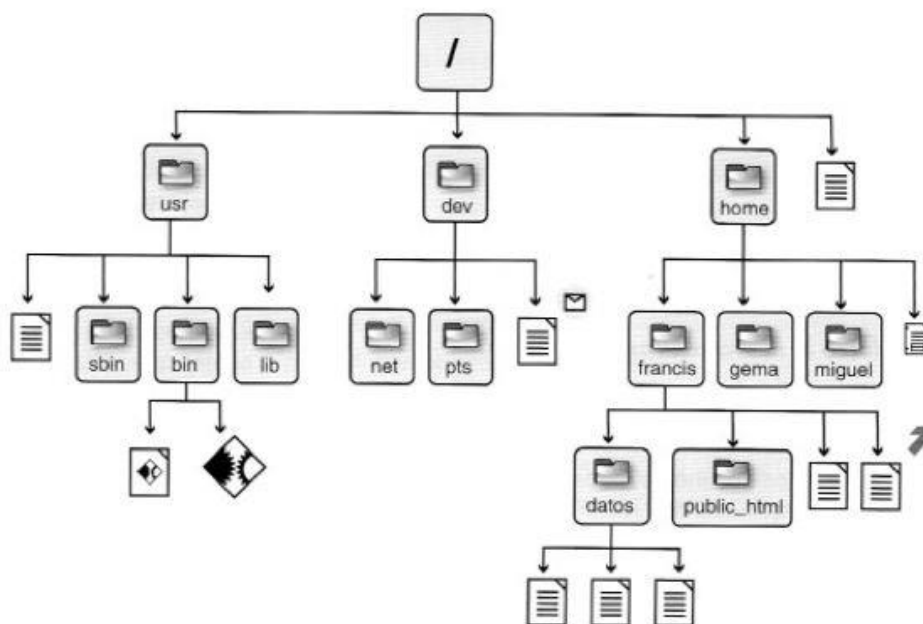 /
usr
dev
home
sbin
bin
lib
net
pts
francis
gema
miguel
datos
public_html